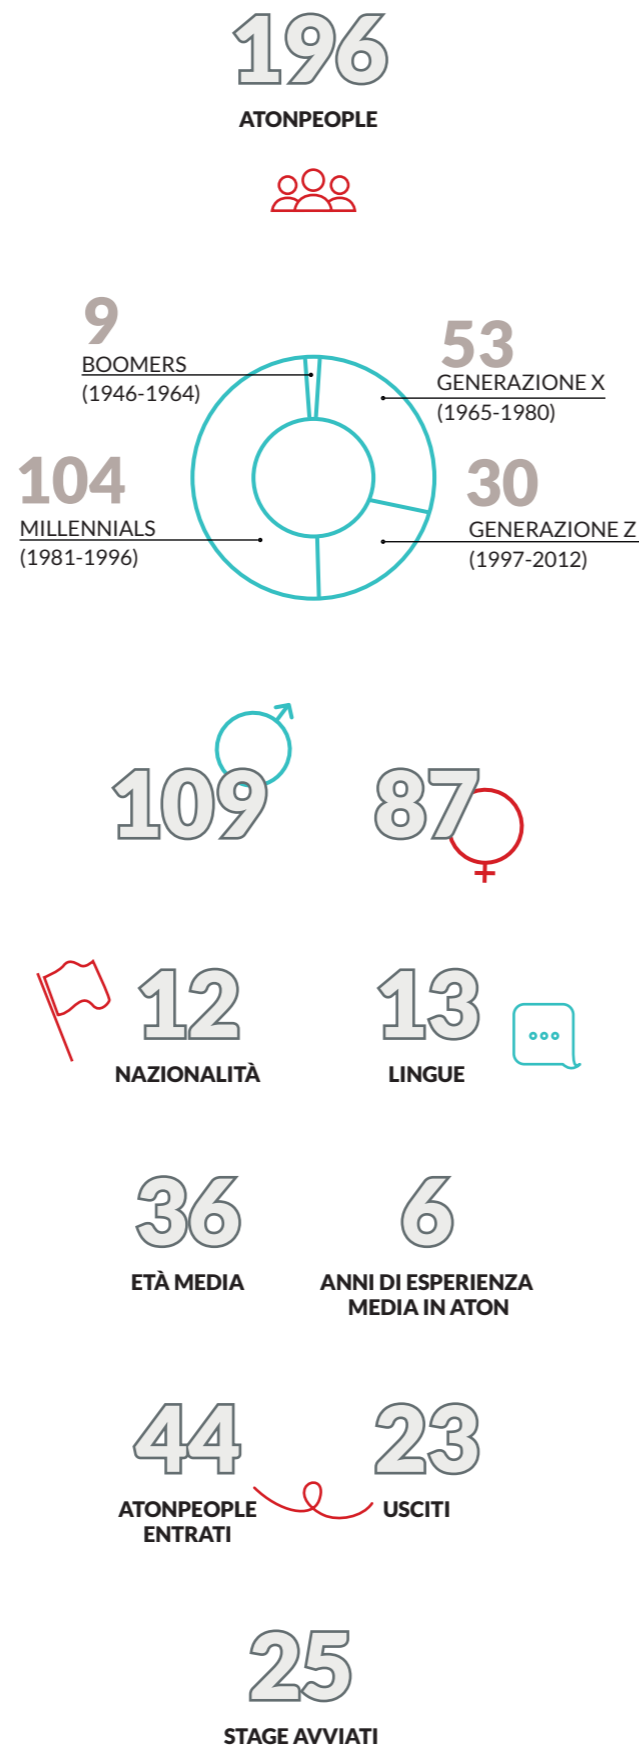 196
ATONPEOPLE
9
BOOMERS
(1946-1964)
53
GENERAZIONE X
(1965-1980)
104
MILLENNIALS
(1981-1996)
30
GENERAZIONE Z
(1997-2012)
109
87
12
NAZIONALITÀ
13
LINGUE
36
ETÀ MEDIA
6
ANNI DI ESPERIENZA
MEDIA IN ATON
44
ATONPEOPLE
ENTRATI
23
USCITI
25
STAGE AVVIATI